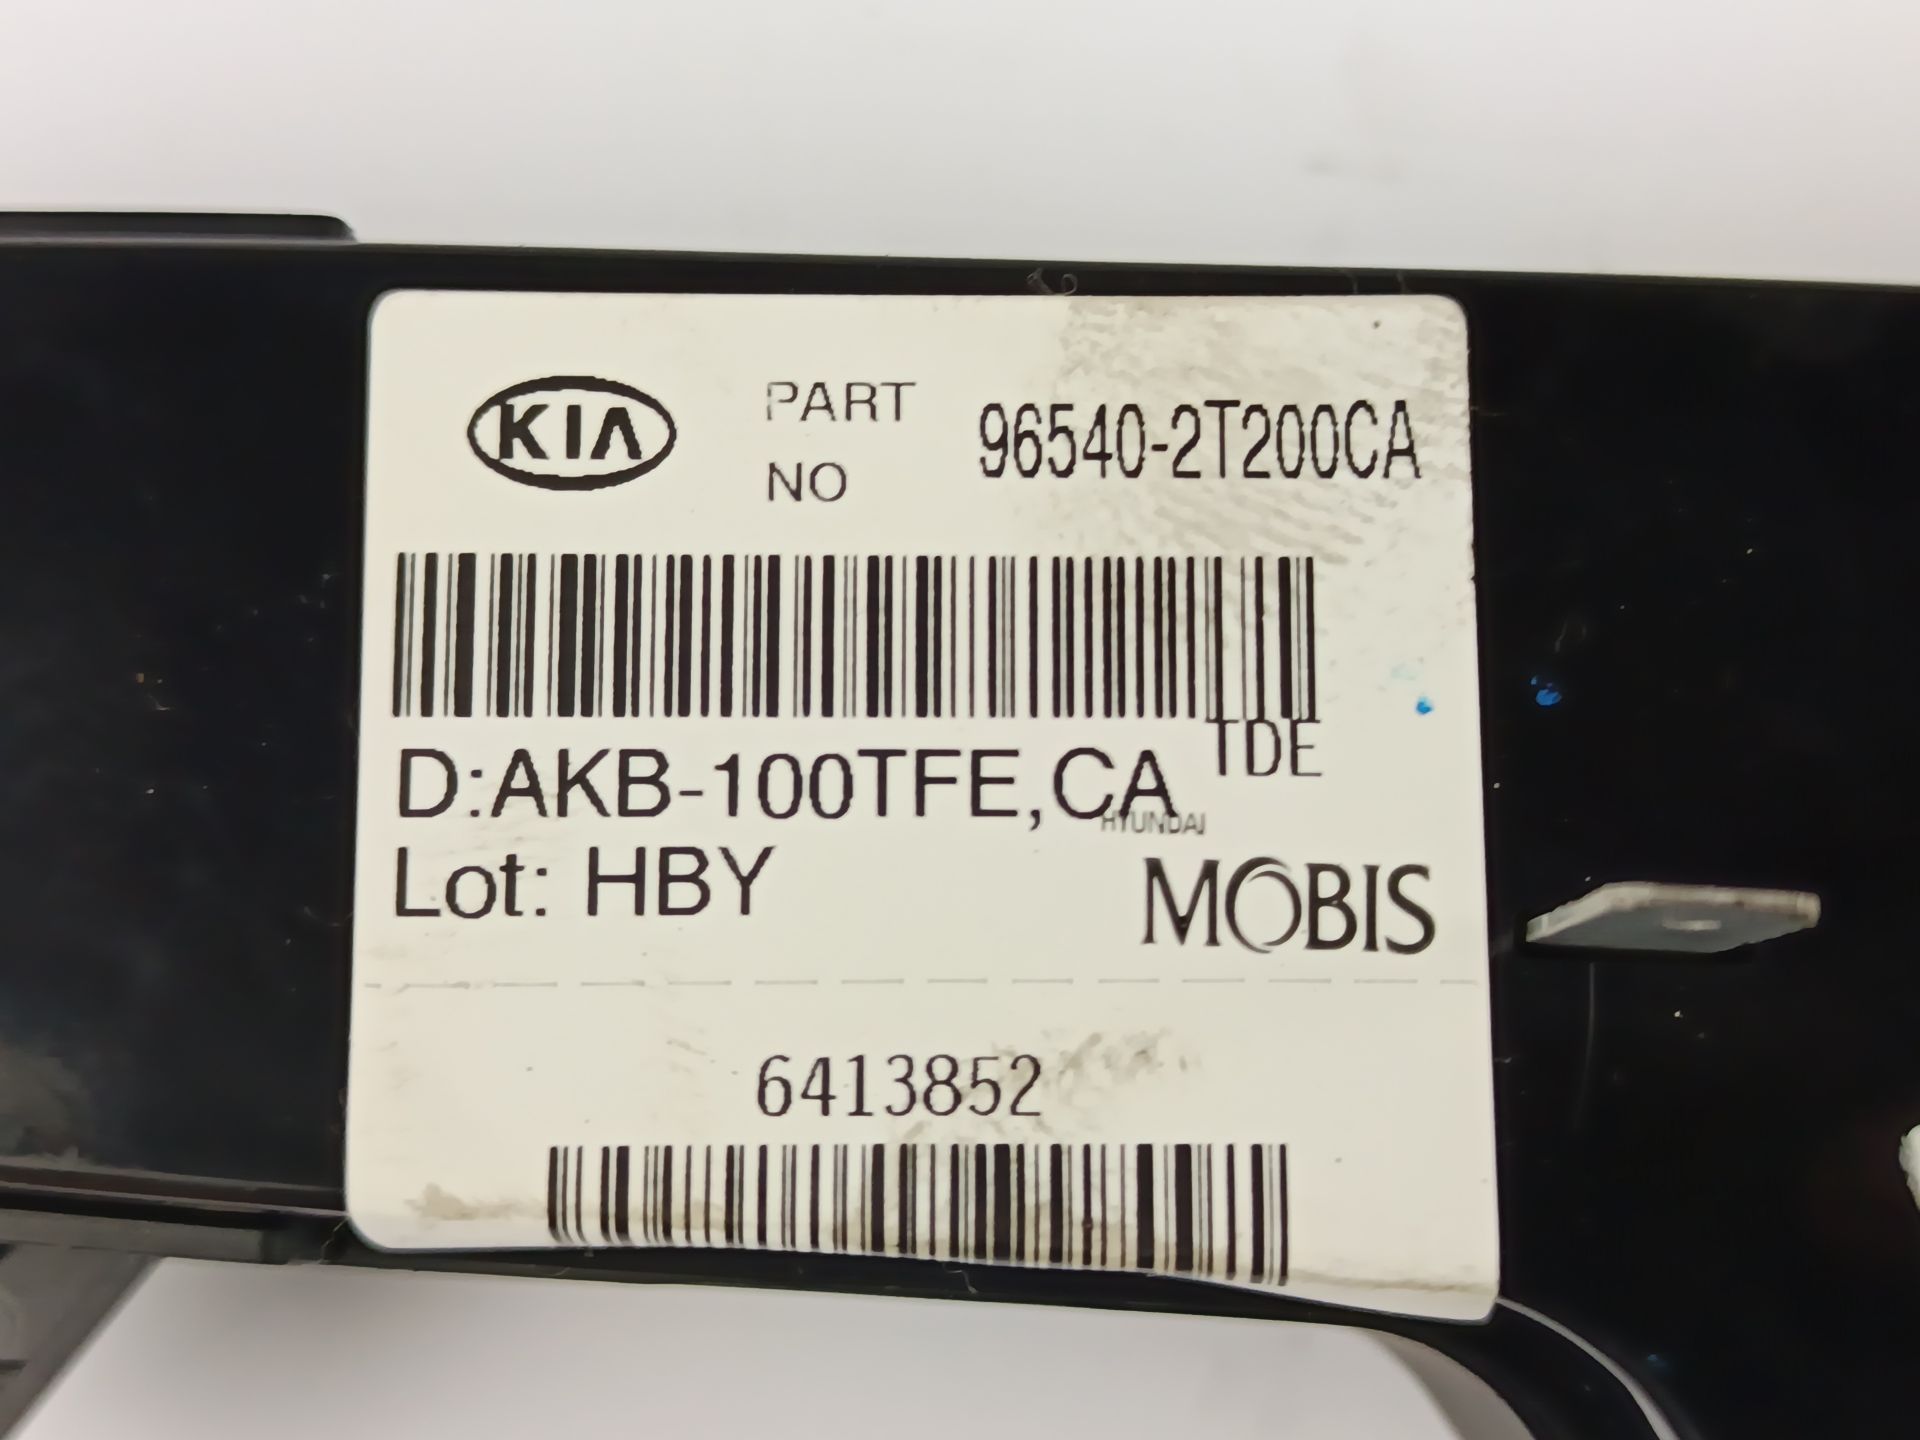 KIA
PART
NO
96540-2T200CA
TDE
D:AKB-100TFE,CA
HYUNDAI
Lot: HBY
MOBIS
6413852